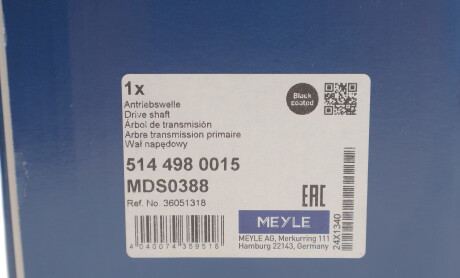 1x
Antriebswelle
Drive shaft
Árbol de transmisión
Arbre transmission primaire
Wał napędowy
Black coated
514 498 0015
MDS0388
Ref. No. 36051318
EAC
MEYLE
4 040074 359516
MEYLE AG, Merkurring 111
Hamburg 22143, Germany
24X1340